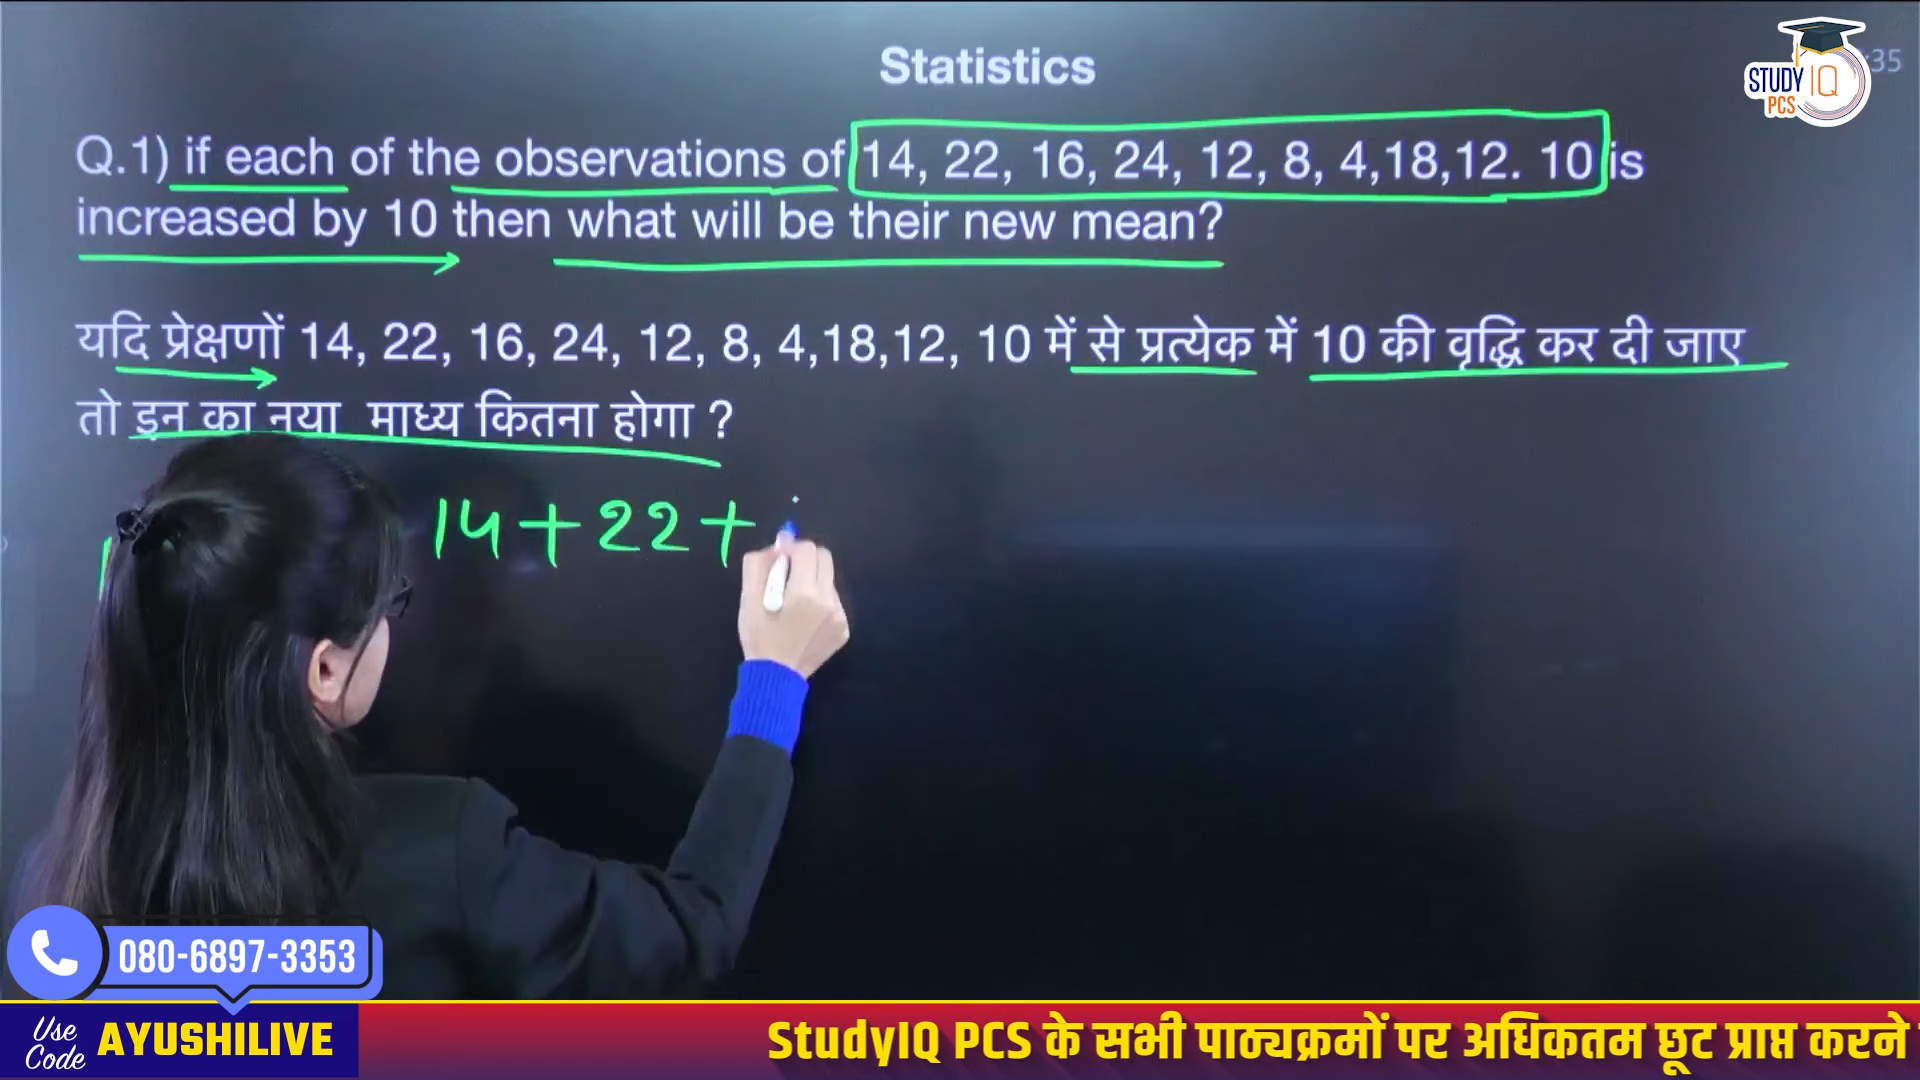 Statistics
:35
STUDY IQ
PCS
Q.1) if each of the observations of 14, 22, 16, 24, 12, 8, 4,18,12. 10 is
increased by 10 then what will be their new mean?
यदि प्रेक्षणों 14, 22, 16, 24, 12, 8, 4,18,12, 10 में से प्रत्येक में 10 की वृद्धि कर दी जाए
तो इन का नया माध्य कितना होगा ?
14+22+
080-6897-3353
Use Code AYUSHILIVE
StudyIQ PCS के सभी पाठ्यक्रमों पर अधिकतम छूट प्राप्त करने